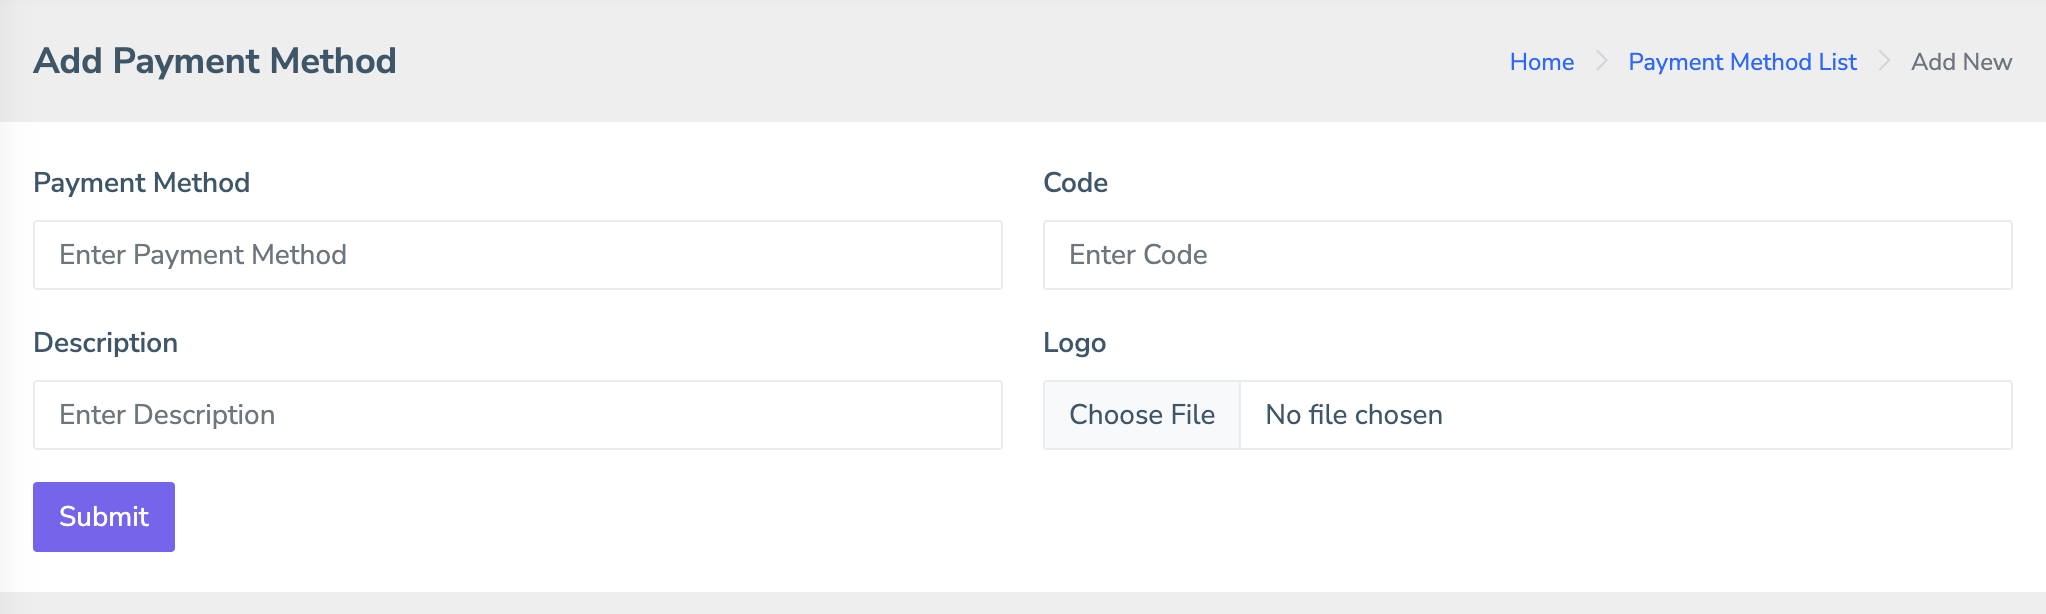 Add Payment Method
Home > Payment Method List > Add New
Payment Method
Code
Enter Payment Method
Enter Code
Description
Logo
Enter Description
Choose File No file chosen
Submit